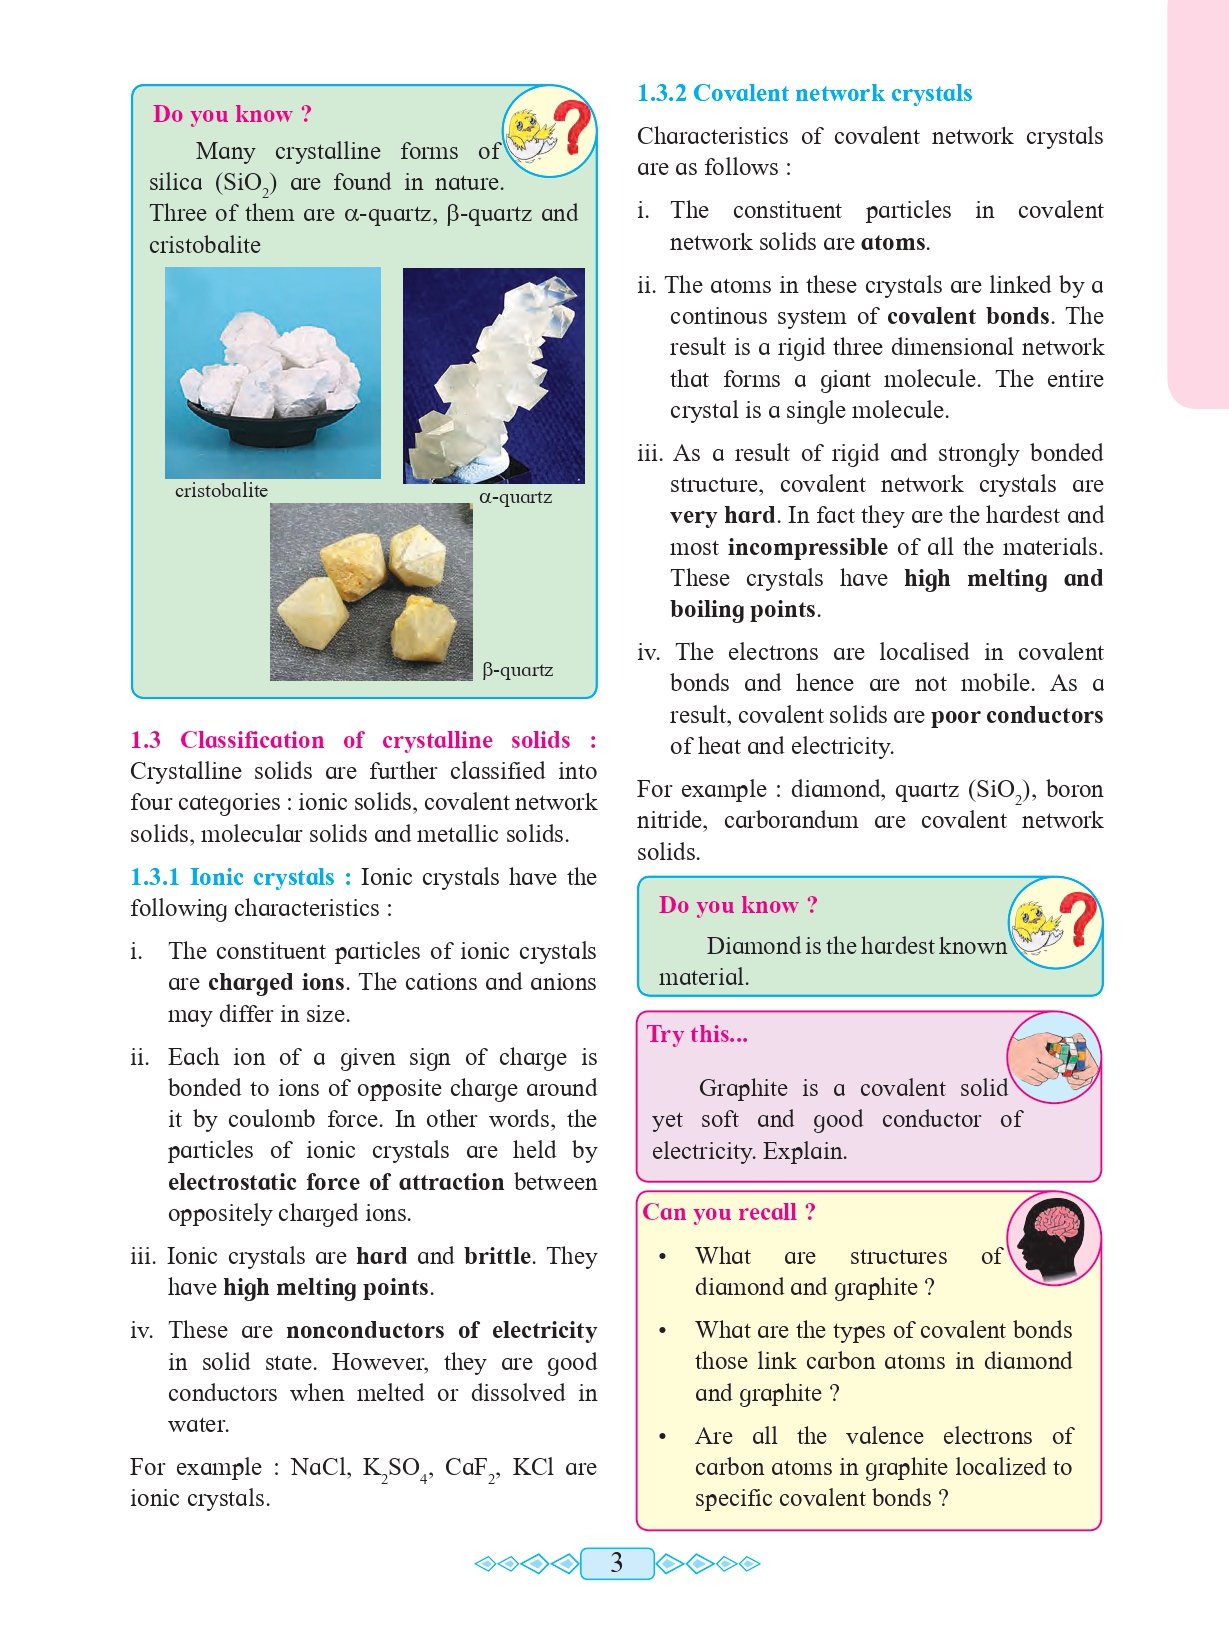 Do you know ?
Many crystalline forms of
silica (SiO₂) are found in nature.
Three of them are α-quartz, β-quartz and
cristobalite
cristobalite
α-quartz
β-quartz
1.3 Classification of crystalline solids :
Crystalline solids are further classified into
four categories : ionic solids, covalent network
solids, molecular solids and metallic solids.
1.3.1 Ionic crystals : Ionic crystals have the
following characteristics :
i. The constituent particles of ionic crystals
are charged ions. The cations and anions
may differ in size.
ii. Each ion of a given sign of charge is
bonded to ions of opposite charge around
it by coulomb force. In other words, the
particles of ionic crystals are held by
electrostatic force of attraction between
oppositely charged ions.
iii. Ionic crystals are hard and brittle. They
have high melting points.
iv. These are nonconductors of electricity
in solid state. However, they are good
conductors when melted or dissolved in
water.
For example : NaCl, K₂SO₄, CaF₂, KCl are
ionic crystals.
1.3.2 Covalent network crystals
Characteristics of covalent network crystals
are as follows :
i. The constituent particles in covalent
network solids are atoms.
ii. The atoms in these crystals are linked by a
continous system of covalent bonds. The
result is a rigid three dimensional network
that forms a giant molecule. The entire
crystal is a single molecule.
iii. As a result of rigid and strongly bonded
structure, covalent network crystals are
very hard. In fact they are the hardest and
most incompressible of all the materials.
These crystals have high melting and
boiling points.
iv. The electrons are localised in covalent
bonds and hence are not mobile. As a
result, covalent solids are poor conductors
of heat and electricity.
For example : diamond, quartz (SiO₂), boron
nitride, carborandum are covalent network
solids.
Do you know ?
Diamond is the hardest known
material.
Try this...
Graphite is a covalent solid
yet soft and good conductor of
electricity. Explain.
Can you recall ?
• What are structures of
diamond and graphite ?
• What are the types of covalent bonds
those link carbon atoms in diamond
and graphite ?
• Are all the valence electrons of
carbon atoms in graphite localized to
specific covalent bonds ?
3